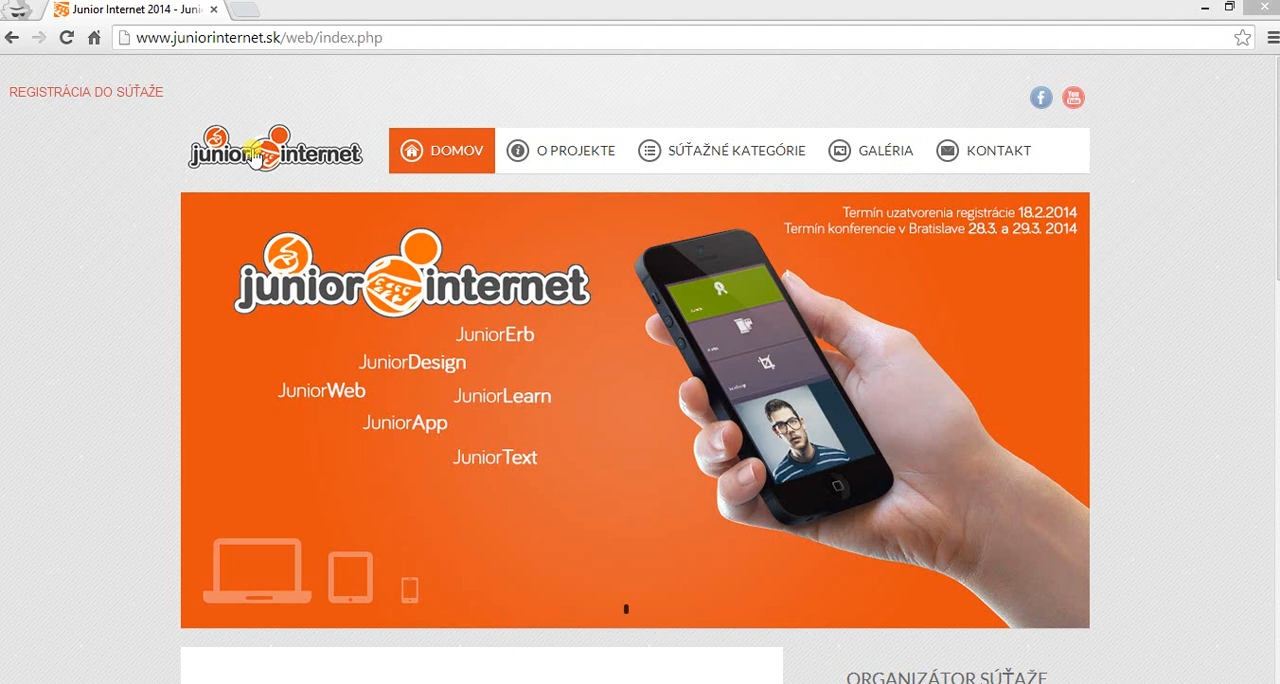 Junior Internet 2014 - Juni
www.juniorinternet.sk/web/index.php
REGISTRÁCIA DO SÚŤAŽE
You
Tube
junior internet
DOMOV
O PROJEKTE
SÚŤAŽNÉ KATEGÓRIE
GALÉRIA
KONTAKT
Termín uzatvorenia registrácie 18.2.2014
Termín konferencie v Bratislave 28.3. a 29.3. 2014
junior internet
JuniorErb
JuniorDesign
JuniorWeb
JuniorLearn
JuniorApp
JuniorText
ORGANIZÁTOR SÚŤAŽE